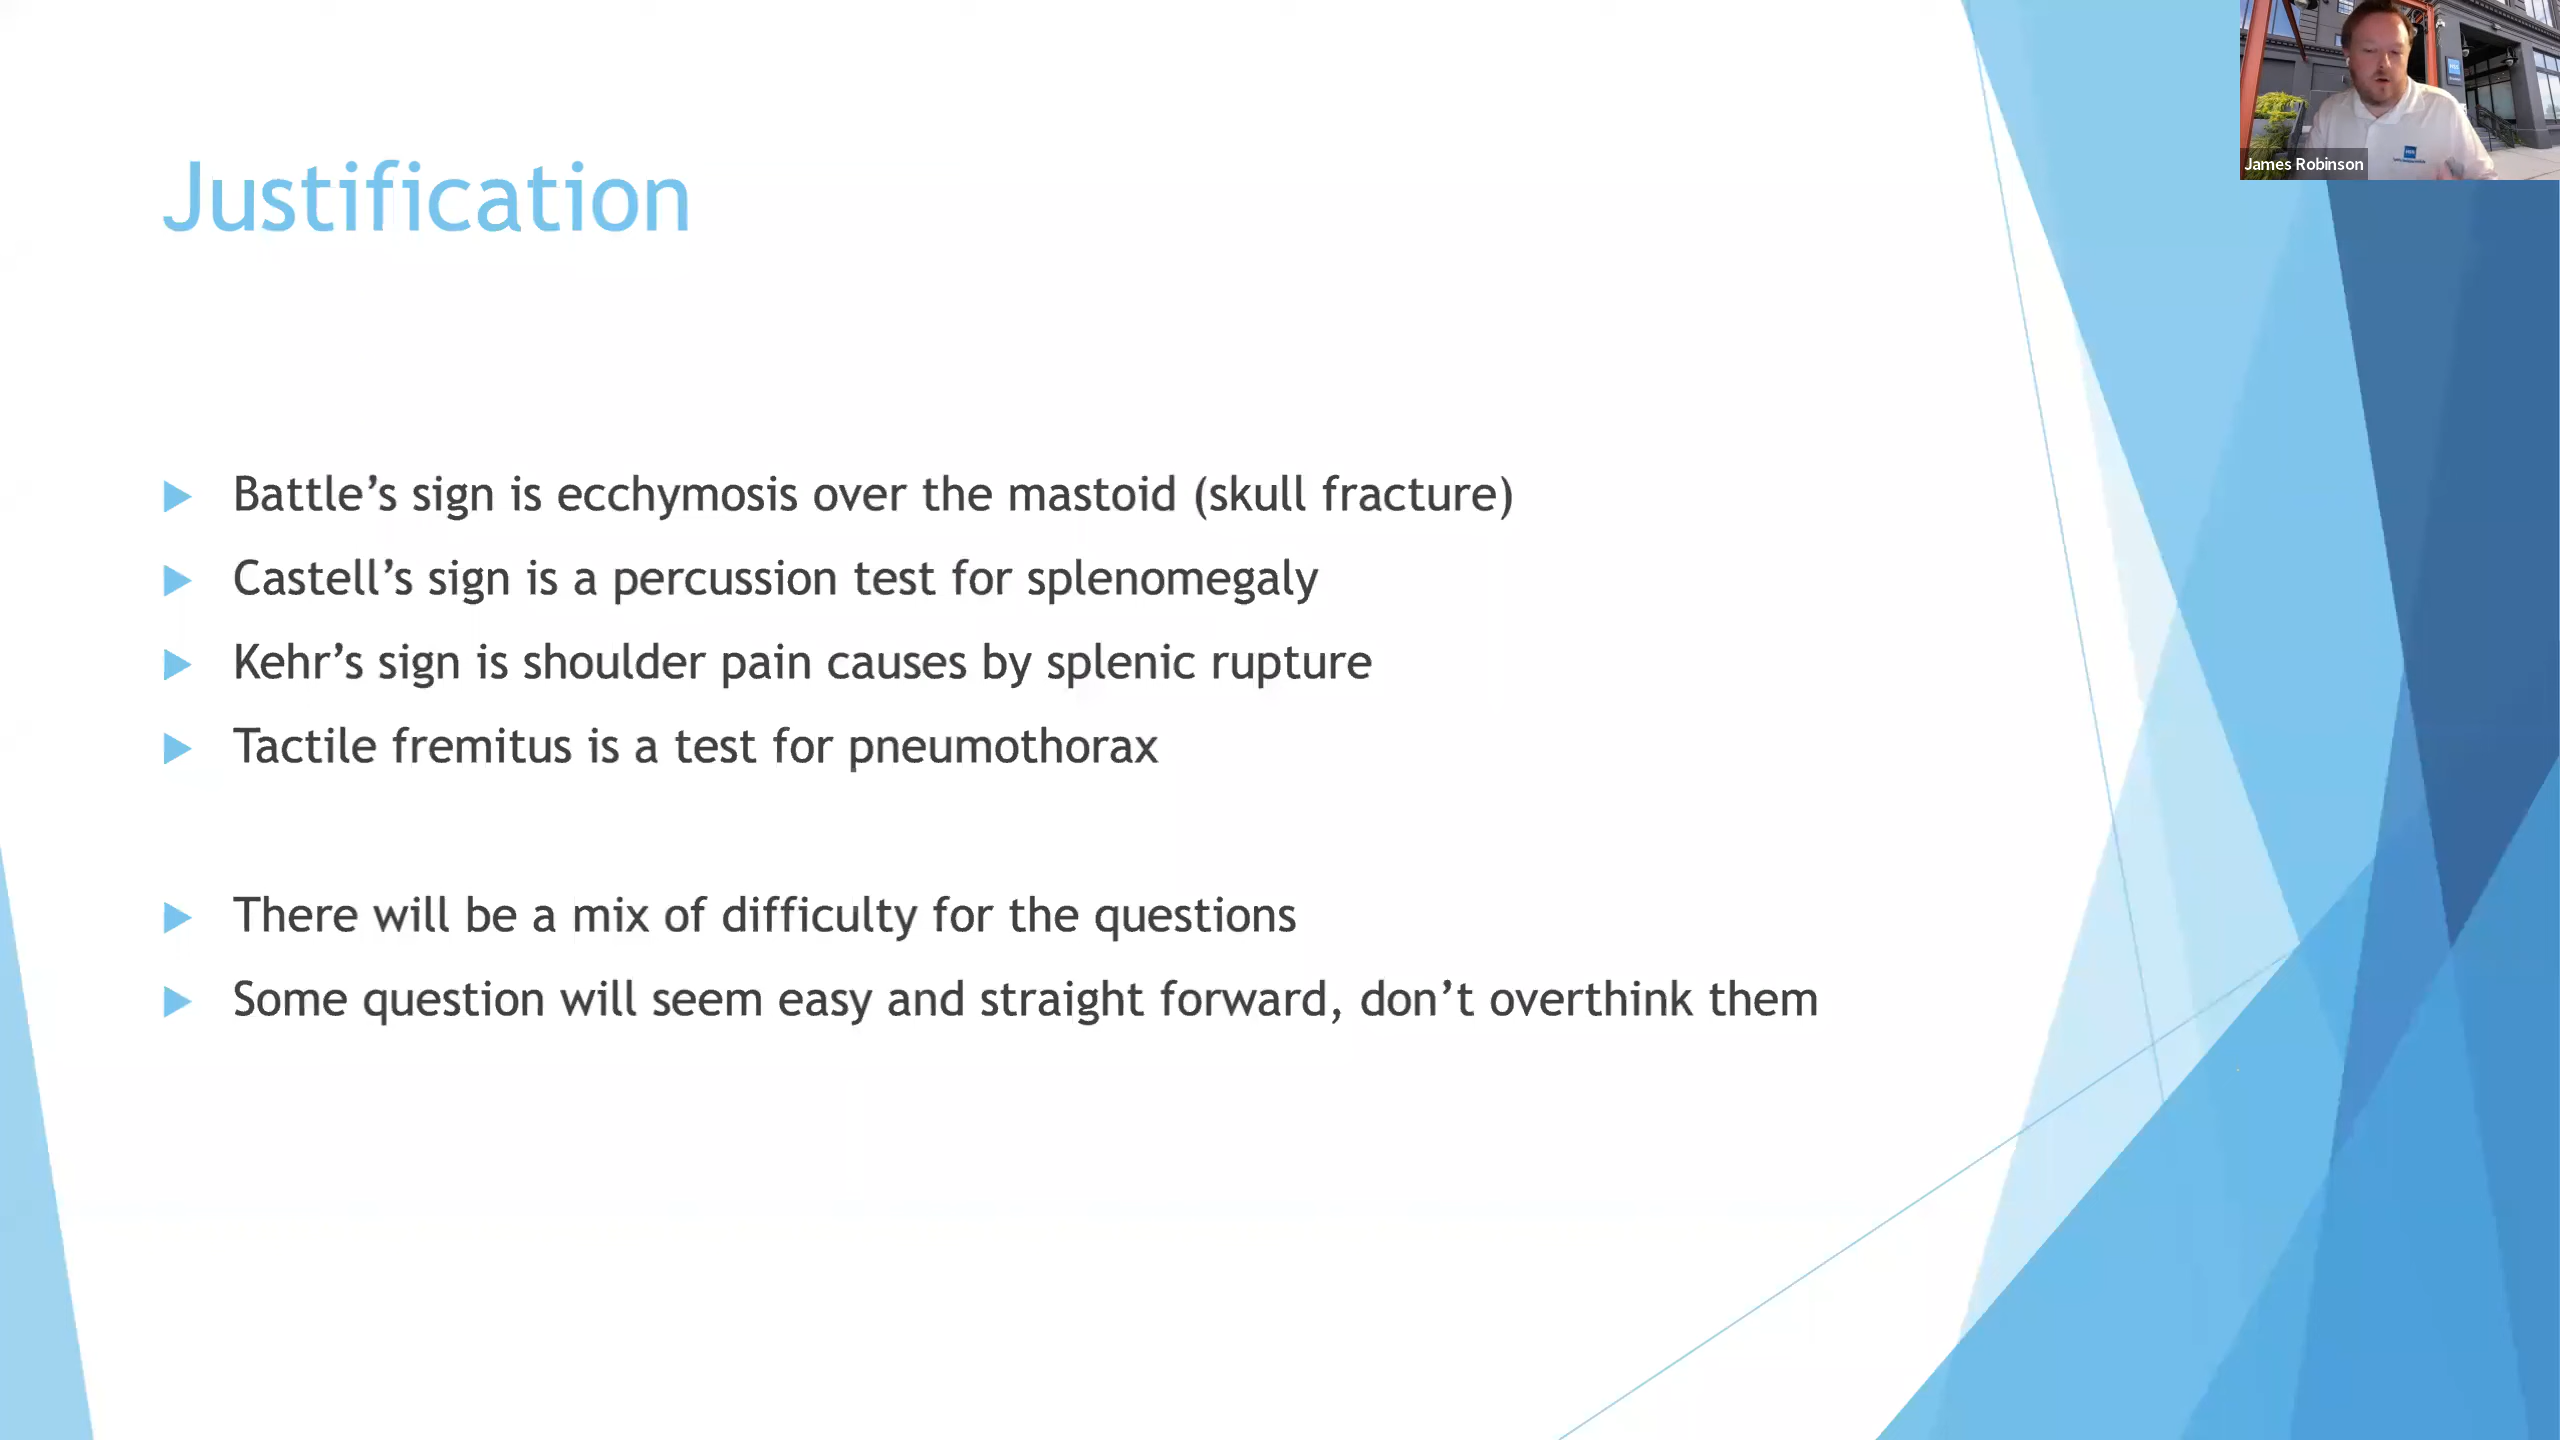 James Robinson
Justification
Battle’s sign is ecchymosis over the mastoid (skull fracture)
Castell’s sign is a percussion test for splenomegaly
Kehr’s sign is shoulder pain causes by splenic rupture
Tactile fremitus is a test for pneumothorax
There will be a mix of difficulty for the questions
Some question will seem easy and straight forward, don’t overthink them